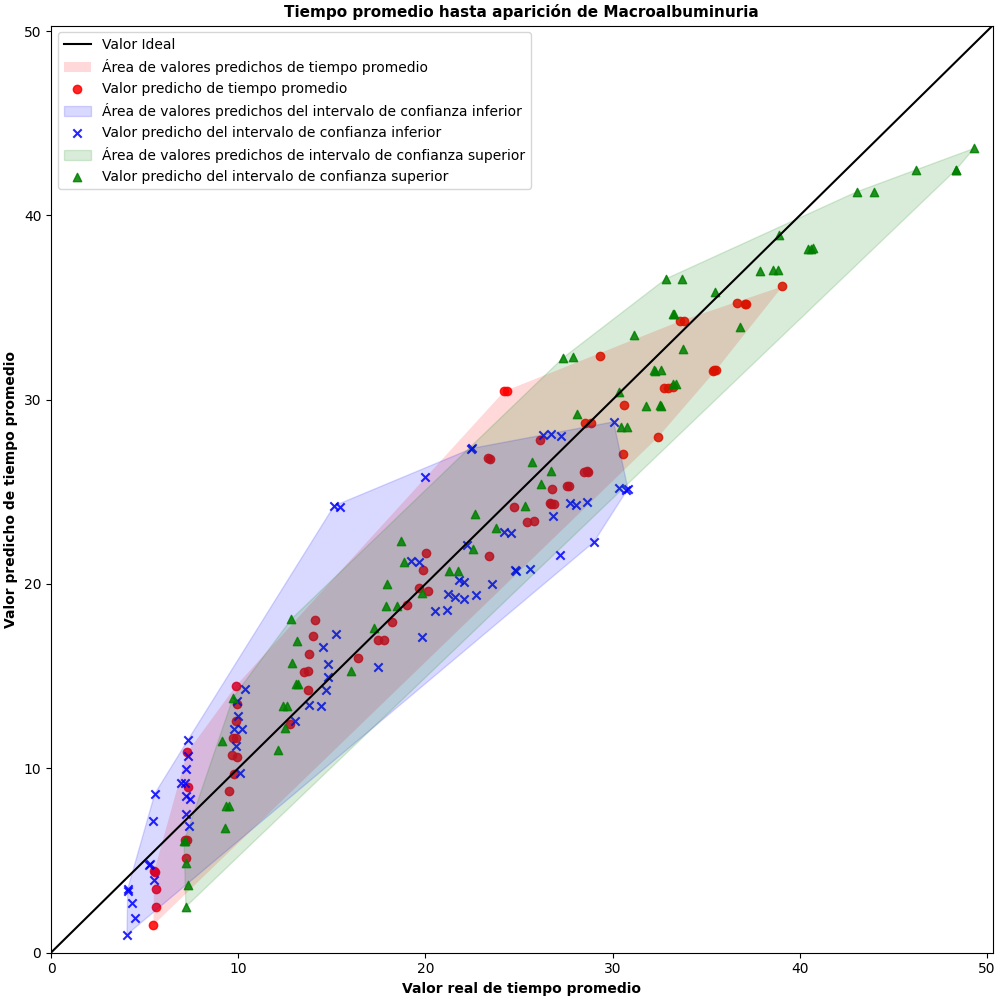 Tiempo promedio hasta aparición de Macroalbuminuria
Valor Ideal
Área de valores predichos de tiempo promedio
Valor predicho de tiempo promedio
Área de valores predichos del intervalo de confianza inferior
Valor predicho del intervalo de confianza inferior
Área de valores predichos de intervalo de confianza superior
Valor predicho del intervalo de confianza superior
Valor predicho de tiempo promedio
50
40
30
20
10
0
0 10 20 30 40 50
Valor real de tiempo promedio